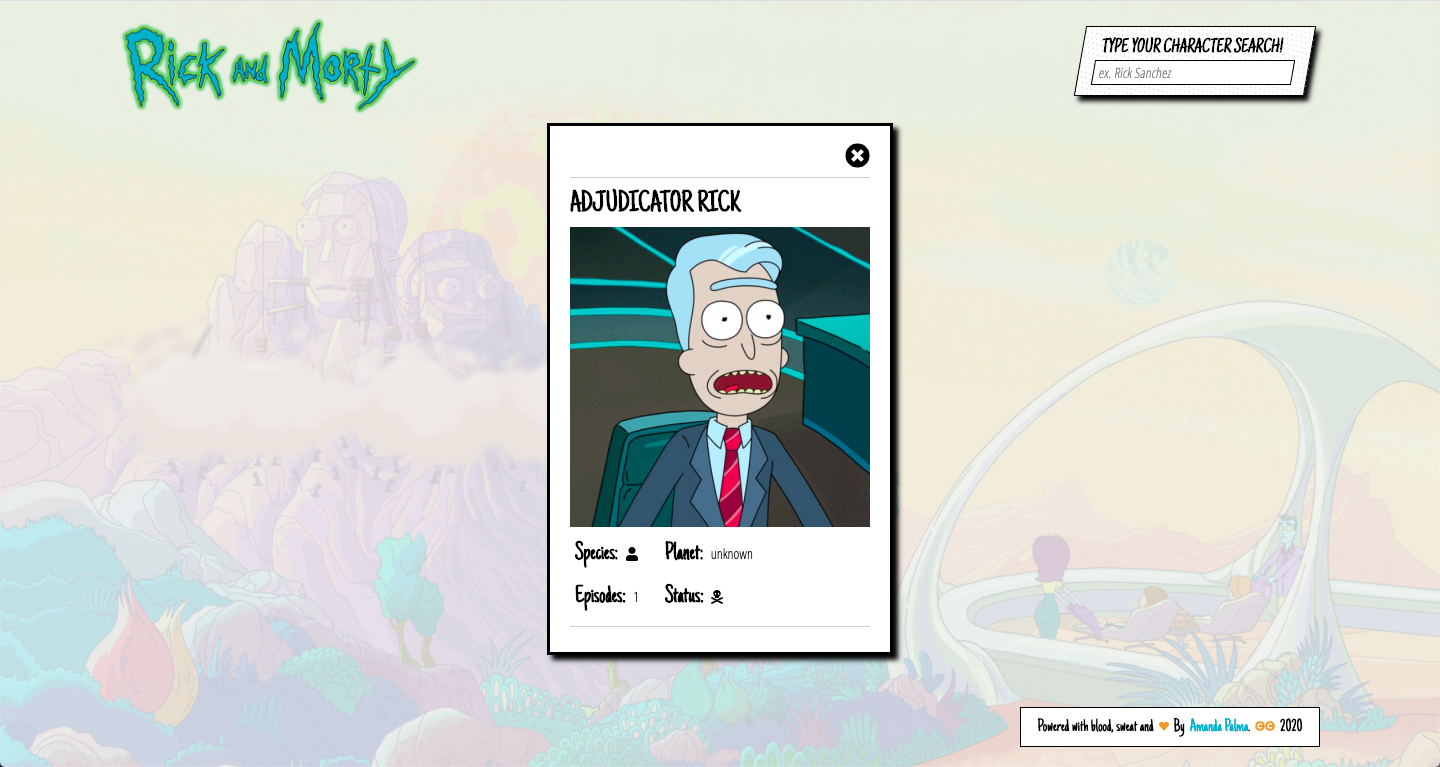 Rick and Morty
TYPE YOUR CHARACTER SEARCH!
ex. Rick Sanchez
ADJUDICATOR RICK
Species: Planet: unknown
Episodes: 1 Status:
Powered with blood, sweat and By Amanda Palma. 2020